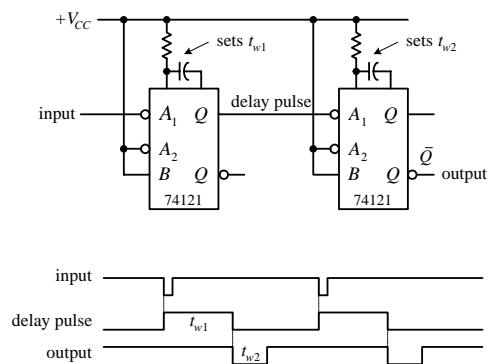 +V_CC
sets t_w1
sets t_w2
input
A_1 Q
delay pulse
A_1 Q
A_2
A_2
Q̄
B Q
B Q
output
74121
74121
input
delay pulse
t_w1
output
t_w2